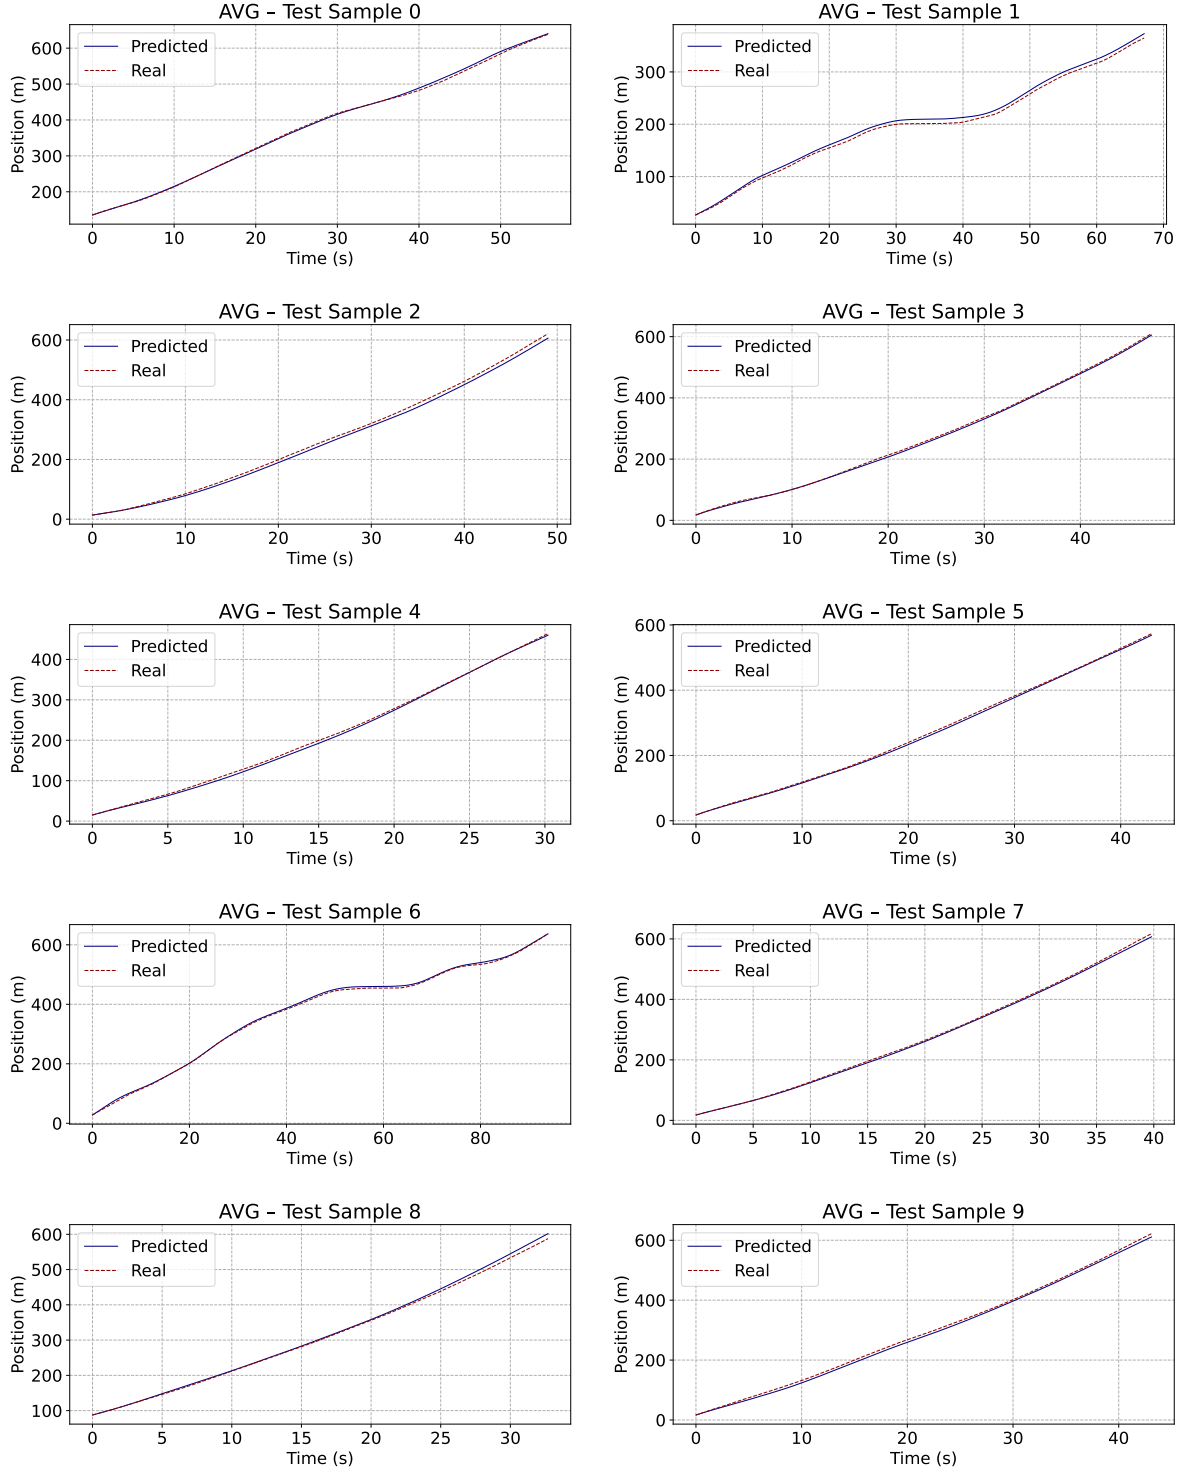 AVG – Test Sample 0
600
500
400
300
200
Position (m)
Predicted
Real
0 10 20 30 40 50
Time (s)
AVG – Test Sample 1
300
200
100
Position (m)
Predicted
Real
0 10 20 30 40 50 60 70
Time (s)
AVG – Test Sample 2
600
400
200
0
Position (m)
Predicted
Real
0 10 20 30 40 50
Time (s)
AVG – Test Sample 3
600
400
200
0
Position (m)
Predicted
Real
0 10 20 30 40
Time (s)
AVG – Test Sample 4
400
300
200
100
0
Position (m)
Predicted
Real
0 5 10 15 20 25 30
Time (s)
AVG – Test Sample 5
600
400
200
0
Position (m)
Predicted
Real
0 10 20 30 40
Time (s)
AVG – Test Sample 6
600
400
200
0
Position (m)
Predicted
Real
0 20 40 60 80
Time (s)
AVG – Test Sample 7
600
400
200
0
Position (m)
Predicted
Real
0 5 10 15 20 25 30 35 40
Time (s)
AVG – Test Sample 8
600
500
400
300
200
100
Position (m)
Predicted
Real
0 5 10 15 20 25 30
Time (s)
AVG – Test Sample 9
600
400
200
0
Position (m)
Predicted
Real
0 10 20 30 40
Time (s)